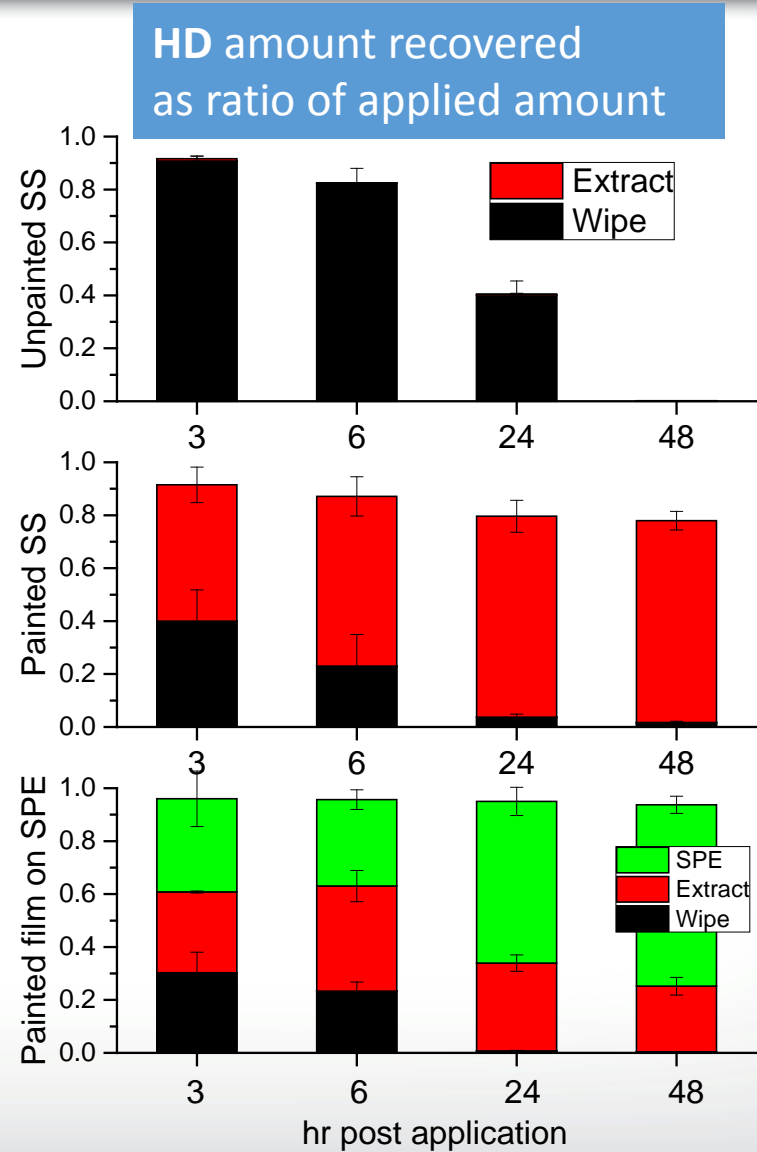 HD amount recovered
as ratio of applied amount
Unpainted SS
1.0
0.8
0.6
0.4
0.2
0.0
Extract
Wipe
3 6 24 48
Painted SS
1.0
0.8
0.6
0.4
0.2
0.0
3 6 24 48
Painted film on SPE
1.0
0.8
0.6
0.4
0.2
0.0
SPE
Extract
Wipe
3 6 24 48
hr post application